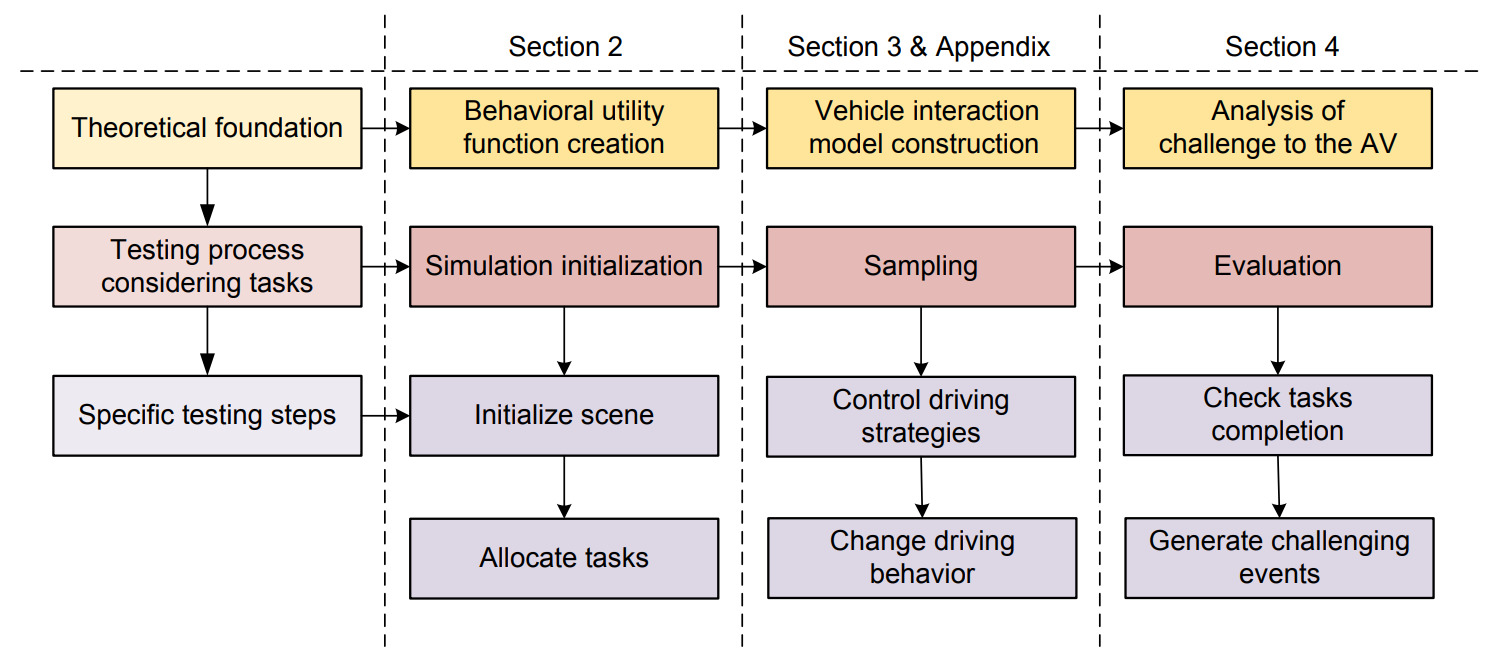 Section 2
Section 3 & Appendix
Section 4
Theoretical foundation
Behavioral utility
function creation
Vehicle interaction
model construction
Analysis of
challenge to the AV
Testing process
considering tasks
Simulation initialization
Sampling
Evaluation
Specific testing steps
Initialize scene
Control driving
strategies
Check tasks
completion
Allocate tasks
Change driving
behavior
Generate challenging
events